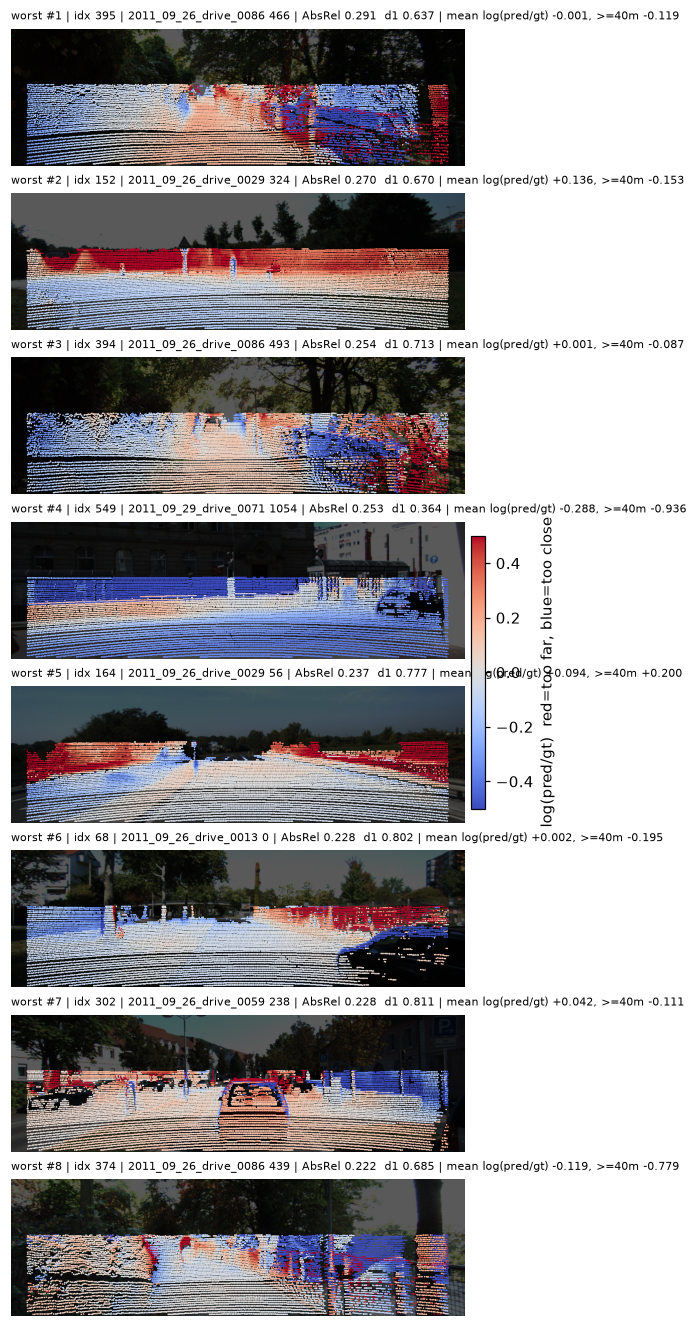 worst #1 | idx 395 | 2011_09_26_drive_0086 466 | AbsRel 0.291  d1 0.637 | mean log(pred/gt) -0.001, >=40m -0.119
worst #2 | idx 152 | 2011_09_26_drive_0029 324 | AbsRel 0.270  d1 0.670 | mean log(pred/gt) +0.136, >=40m -0.153
worst #3 | idx 394 | 2011_09_26_drive_0086 493 | AbsRel 0.254  d1 0.713 | mean log(pred/gt) +0.001, >=40m -0.087
worst #4 | idx 549 | 2011_09_29_drive_0071 1054 | AbsRel 0.253  d1 0.364 | mean log(pred/gt) -0.288, >=40m -0.936
0.4
0.2
0.0
−0.2
−0.4
log(pred/gt)  red=too far, blue=too close
worst #5 | idx 164 | 2011_09_26_drive_0029 56 | AbsRel 0.237  d1 0.777 | mean log(pred/gt) +0.094, >=40m +0.200
worst #6 | idx 68 | 2011_09_26_drive_0013 0 | AbsRel 0.228  d1 0.802 | mean log(pred/gt) +0.002, >=40m -0.195
worst #7 | idx 302 | 2011_09_26_drive_0059 238 | AbsRel 0.228  d1 0.811 | mean log(pred/gt) +0.042, >=40m -0.111
P
worst #8 | idx 374 | 2011_09_26_drive_0086 439 | AbsRel 0.222  d1 0.685 | mean log(pred/gt) -0.119, >=40m -0.779